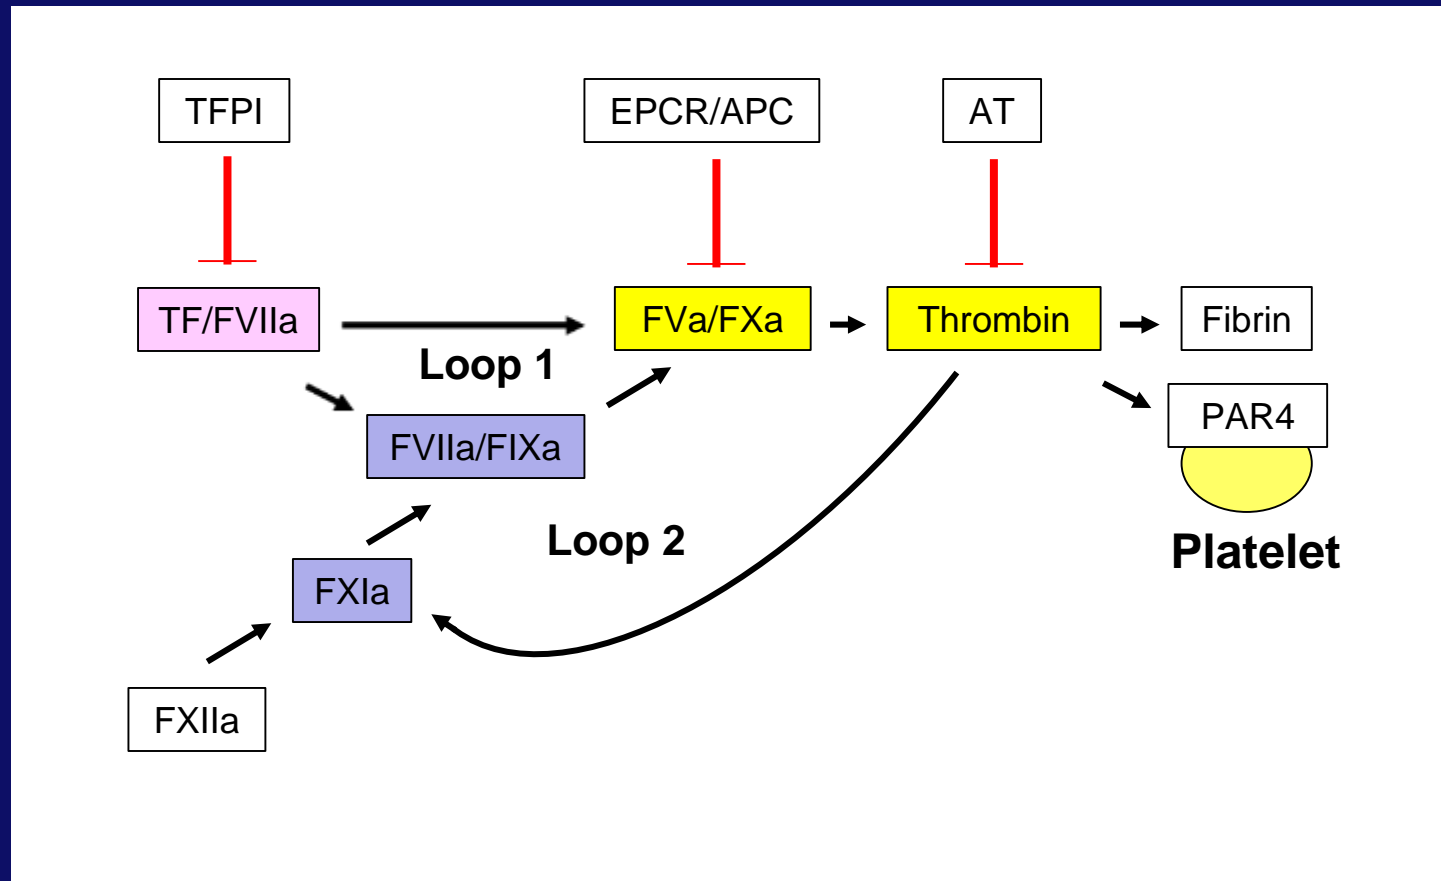 TFPI
EPCR/APC
AT
TF/FVIIa
FVa/FXa
Thrombin
Fibrin
Loop 1
PAR4
FVIIa/FIXa
Loop 2
Platelet
FXIa
FXIIa